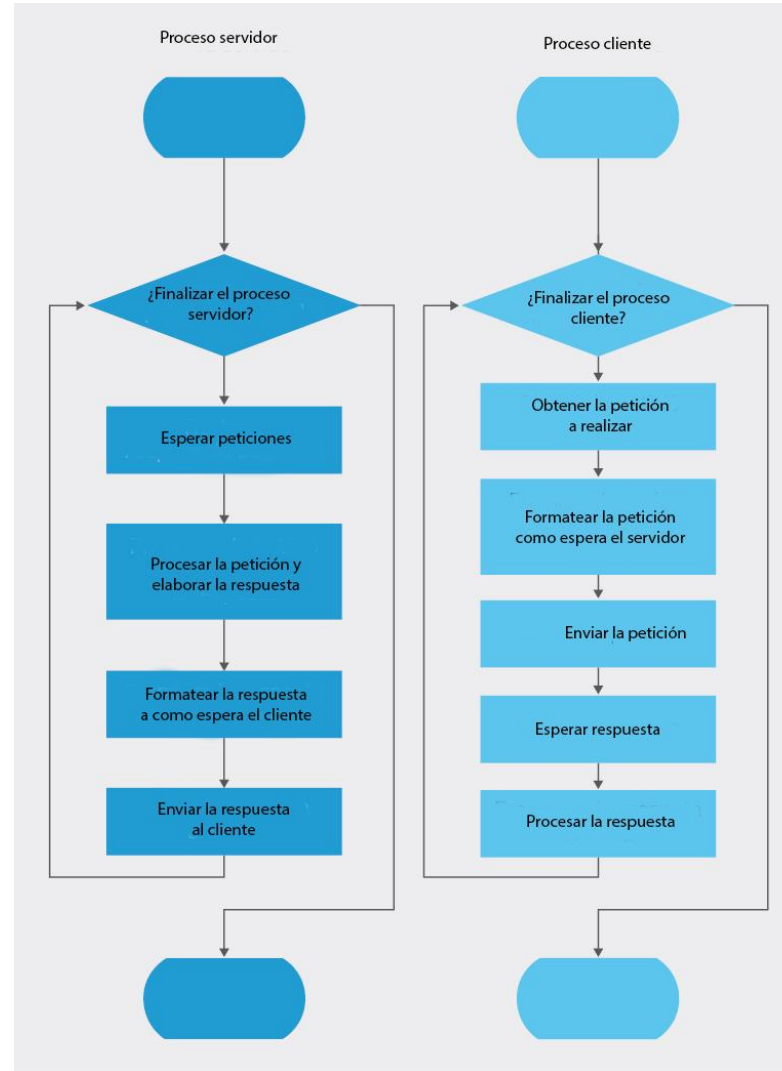 Proceso servidor
¿Finalizar el proceso
servidor?
Esperar peticiones
Procesar la petición y
elaborar la respuesta
Formatear la respuesta
a como espera el cliente
Enviar la respuesta
al cliente
Proceso cliente
¿Finalizar el proceso
cliente?
Obtener la petición
a realizar
Formatear la petición
como espera el servidor
Enviar la petición
Esperar respuesta
Procesar la respuesta